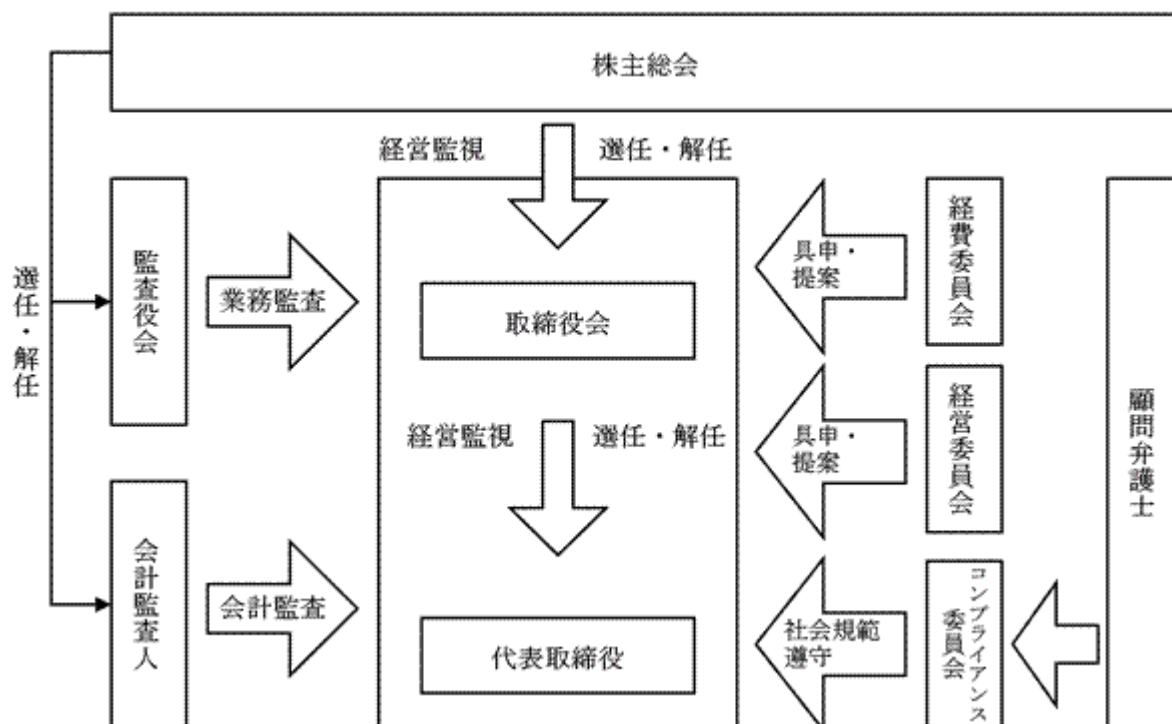 株主総会
経営監視
選任・解任
選任・解任
監査役会
業務監査
取締役会
具申・
提案
経費委員会
経営監視
選任・解任
具申・
提案
経営委員会
顧問弁護士
会計監査人
会計監査
代表取締役
社会規範
遵守
コンプライアンス
委員会